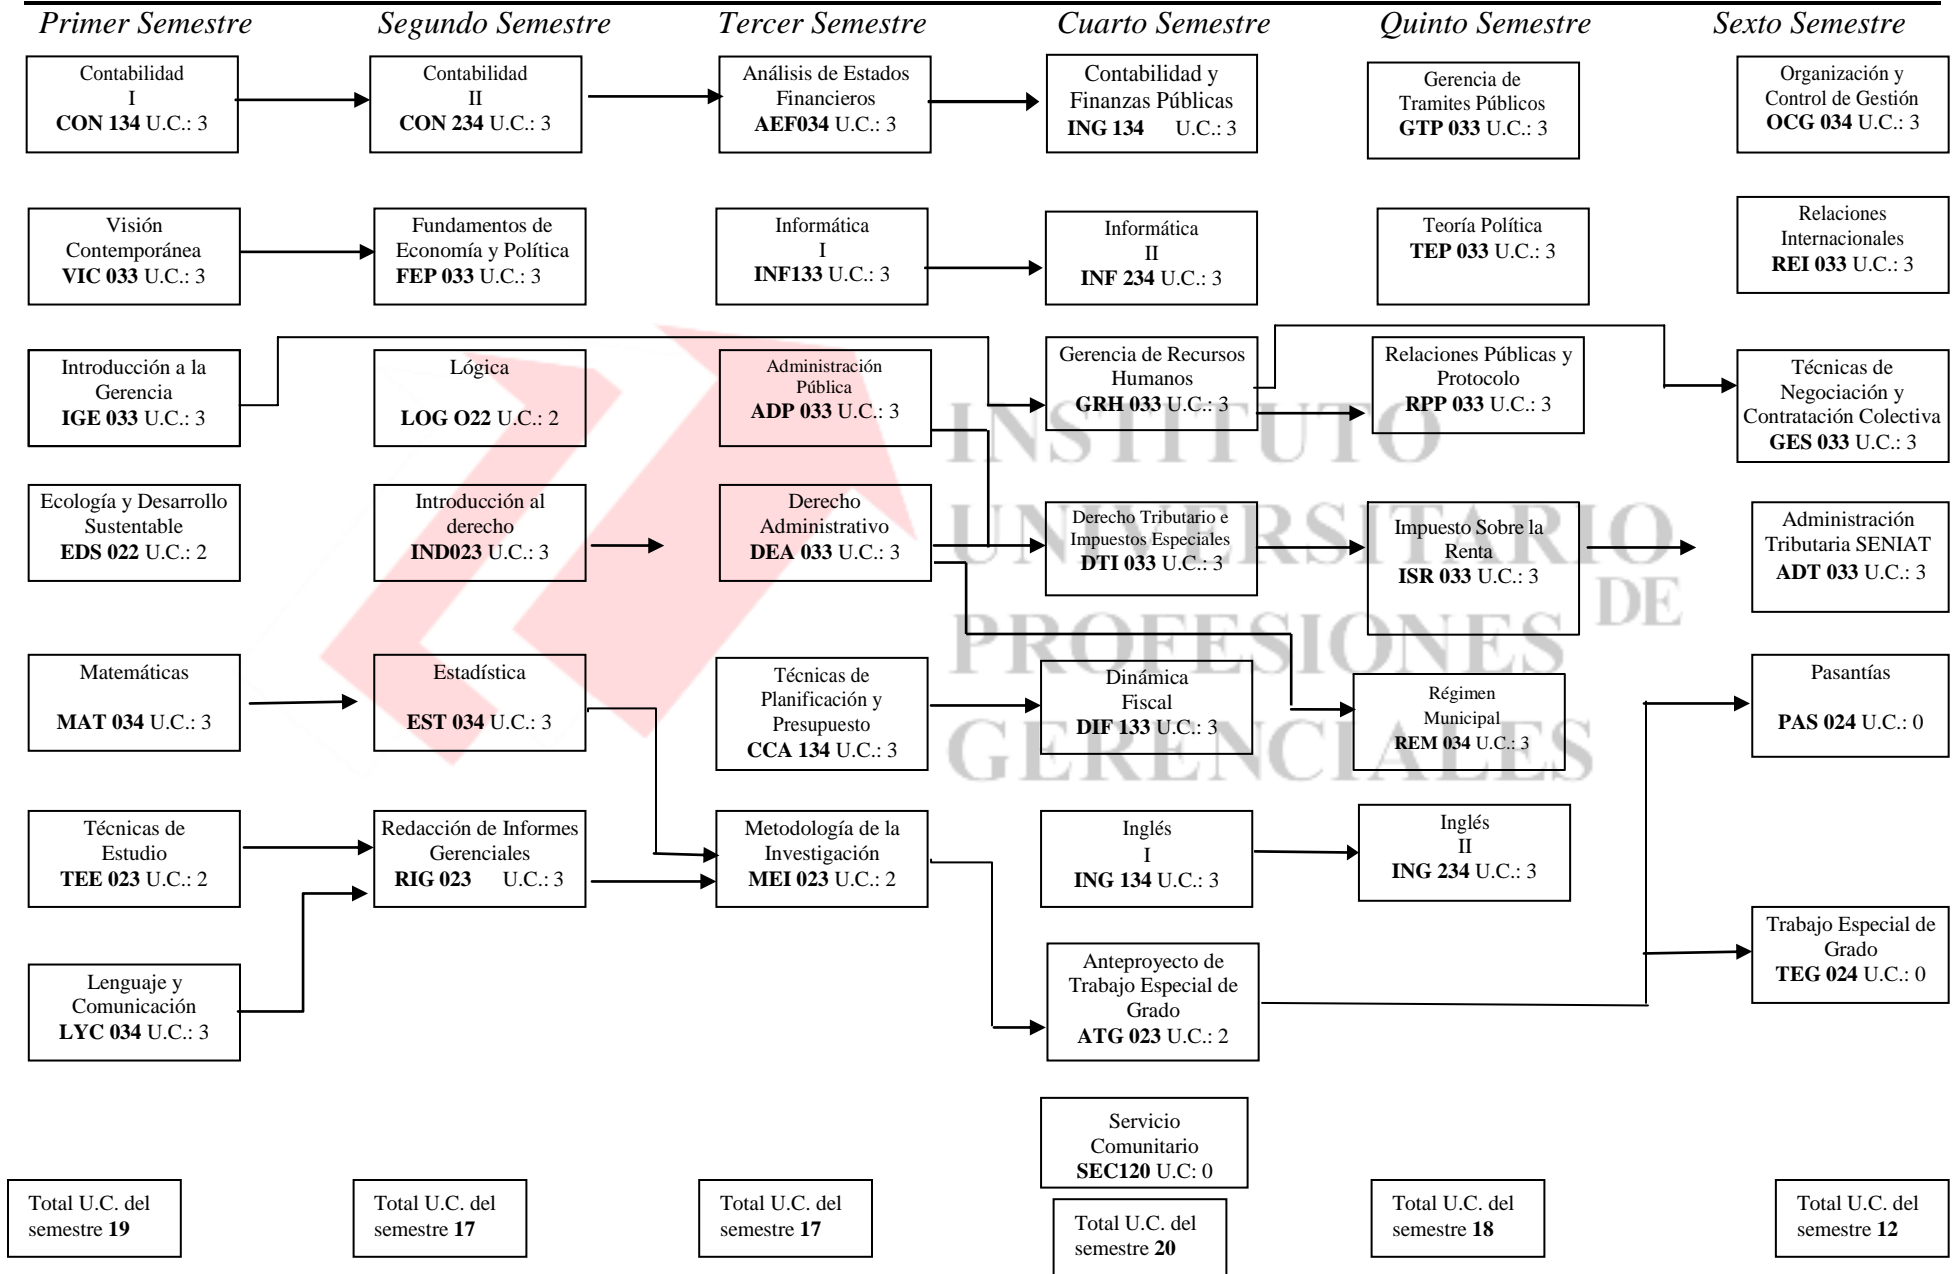 Primer Semestre
Segundo Semestre
Tercer Semestre
Cuarto Semestre
Quinto Semestre
Sexto Semestre
Contabilidad
I
CON 134 U.C.: 3
Contabilidad
II
CON 234 U.C.: 3
Análisis de Estados
Financieros
AEF034 U.C.: 3
Contabilidad y
Finanzas Públicas
ING 134 U.C.: 3
Gerencia de
Tramites Públicos
GTP 033 U.C.: 3
Organización y
Control de Gestión
OCG 034 U.C.: 3
Visión
Contemporánea
VIC 033 U.C.: 3
Fundamentos de
Economía y Política
FEP 033 U.C.: 3
Informática
I
INF133 U.C.: 3
Informática
II
INF 234 U.C.: 3
Teoría Política
TEP 033 U.C.: 3
Relaciones
Internacionales
REI 033 U.C.: 3
Introducción a la
Gerencia
IGE 033 U.C.: 3
Lógica
LOG O22 U.C.: 2
Administración
Pública
ADP 033 U.C.: 3
Gerencia de Recursos
Humanos
GRH 033 U.C.: 3
Relaciones Públicas y
Protocolo
RPP 033 U.C.: 3
Técnicas de
Negociación y
Contratación Colectiva
GES 033 U.C.: 3
Ecología y Desarrollo
Sustentable
EDS 022 U.C.: 2
Introducción al
derecho
IND023 U.C.: 3
Derecho
Administrativo
DEA 033 U.C.: 3
Derecho Tributario e
Impuestos Especiales
DTI 033 U.C.: 3
Impuesto Sobre la
Renta
ISR 033 U.C.: 3
Administración
Tributaria SENIAT
ADT 033 U.C.: 3
Matemáticas
MAT 034 U.C.: 3
Estadística
EST 034 U.C.: 3
Técnicas de
Planificación y
Presupuesto
CCA 134 U.C.: 3
Dinámica
Fiscal
DIF 133 U.C.: 3
Régimen
Municipal
REM 034 U.C.: 3
Pasantías
PAS 024 U.C.: 0
Técnicas de
Estudio
TEE 023 U.C.: 2
Redacción de Informes
Gerenciales
RIG 023 U.C.: 3
Metodología de la
Investigación
MEI 023 U.C.: 2
Inglés
I
ING 134 U.C.: 3
Inglés
II
ING 234 U.C.: 3
Trabajo Especial de
Grado
TEG 024 U.C.: 0
Lenguaje y
Comunicación
LYC 034 U.C.: 3
Anteproyecto de
Trabajo Especial de
Grado
ATG 023 U.C.: 2
Servicio
Comunitario
SEC120 U.C: 0
Total U.C. del
semestre 19
Total U.C. del
semestre 17
Total U.C. del
semestre 17
Total U.C. del
semestre 20
Total U.C. del
semestre 18
Total U.C. del
semestre 12
INSTITUTO
UNIVERSITARIO
DE
PROFESIONES
GERENCIALES